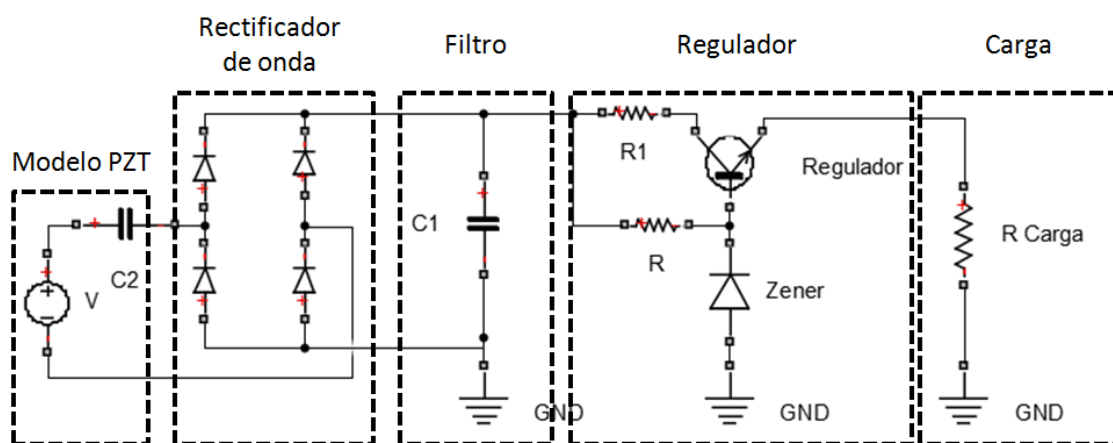 Rectificador
de onda
Filtro
Regulador
Carga
Modelo PZT
R1
Regulador
C1
R
R Carga
C2
V
Zener
GND
GND
GND